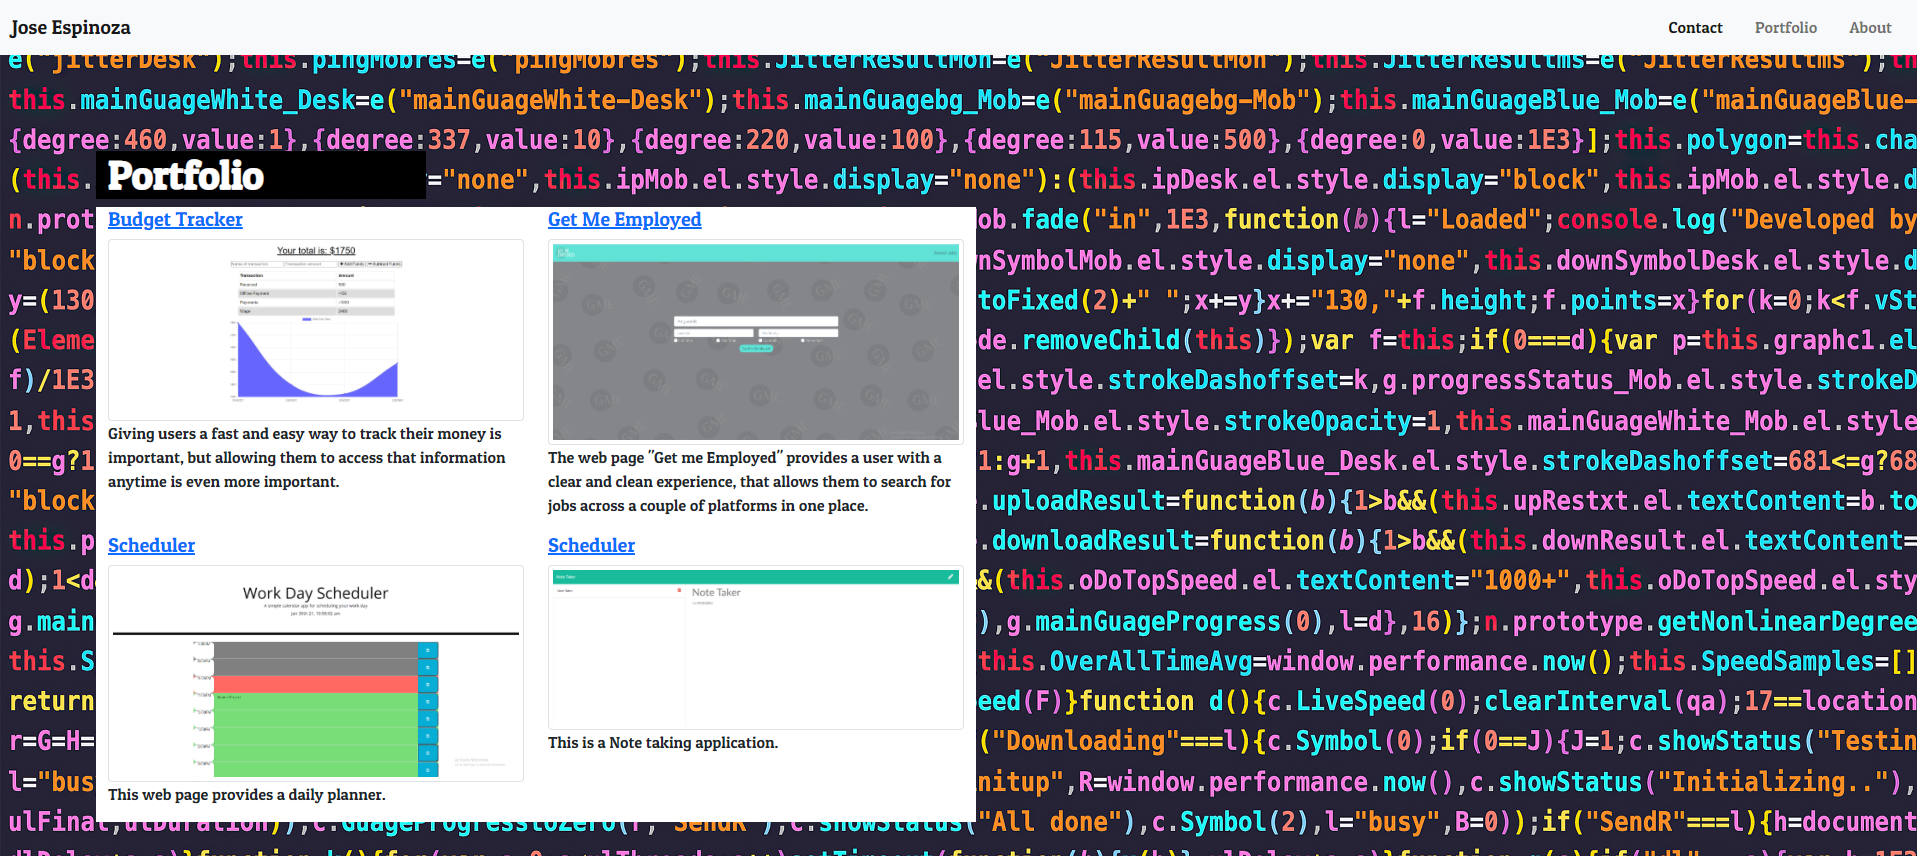 Jose Espinoza
Contact Portfolio About
e("jitterDesk");this.pingMobres=e("pingMobres");this.JitterResultMon=e("JitterResultMon");this.JitterResultms=e("JitterResultms");th
this.mainGuageWhite_Desk=e("mainGuageWhite-Desk");this.mainGuagebg_Mob=e("mainGuagebg-Mob");this.mainGuageBlue_Mob=e("mainGuageBlue-
{degree:460,value:1},{degree:337,value:10},{degree:220,value:100},{degree:115,value:500},{degree:0,value:1E3}];this.polygon=this.cha
(this.
Portfolio
="none",this.ipMob.el.style.display="none"):(this.ipDesk.el.style.display="block",this.ipMob.el.style.d
n.prot
ob.fade("in",1E3,function(b){l="Loaded";console.log("Developed by
"block
nSymbolMob.el.style.display="none",this.downSymbolDesk.el.style.d
y=(130
toFixed(2)+" ";x+=y}x+="130,"+f.height;f.points=x}for(k=0;k<f.vSt
(Eleme
de.removeChild(this)});var f=this;if(0===d){var p=this.graphc1.el
f)/1E3
el.style.strokeDashoffset=k,g.progressStatus_Mob.el.style.strokeD
1,this
lue_Mob.el.style.strokeOpacity=1,this.mainGuageWhite_Mob.el.style
0==g?1
1:g+1,this.mainGuageBlue_Desk.el.style.strokeDashoffset=681<=g?68
"block
.uploadResult=function(b){1>b&&(this.upRestxt.el.textContent=b.to
this.p
.downloadResult=function(b){1>b&&(this.downResult.el.textContent=
d);1<d
&(this.oDoTopSpeed.el.textContent="1000+",this.oDoTopSpeed.el.sty
g.main
),g.mainGuageProgress(0),l=d},16)};n.prototype.getNonlinearDegree
this.S
this.OverAllTimeAvg=window.performance.now();this.SpeedSamples=[]
return
eed(F)}function d(){c.LiveSpeed(0);clearInterval(qa);17==location
r=G=H=
("Downloading"===l){c.Symbol(0);if(0==J){J=1;c.showStatus("Testin
l="bus
nitup",R=window.performance.now(),c.showStatus("Initializing.."),
"All done"),c.Symbol(2),l="busy",B=0));if("SendR"===l){h=document
Budget Tracker
Your total is: $1750
Transaction Amount
Giving users a fast and easy way to track their money is
important, but allowing them to access that information
anytime is even more important.
Get Me Employed
The web page "Get me Employed" provides a user with a
clear and clean experience, that allows them to search for
jobs across a couple of platforms in one place.
Scheduler
Work Day Scheduler
A simple calendar app for scheduling your work day
This web page provides a daily planner.
Scheduler
Note Taker
Note Taker
This is a Note taking application.